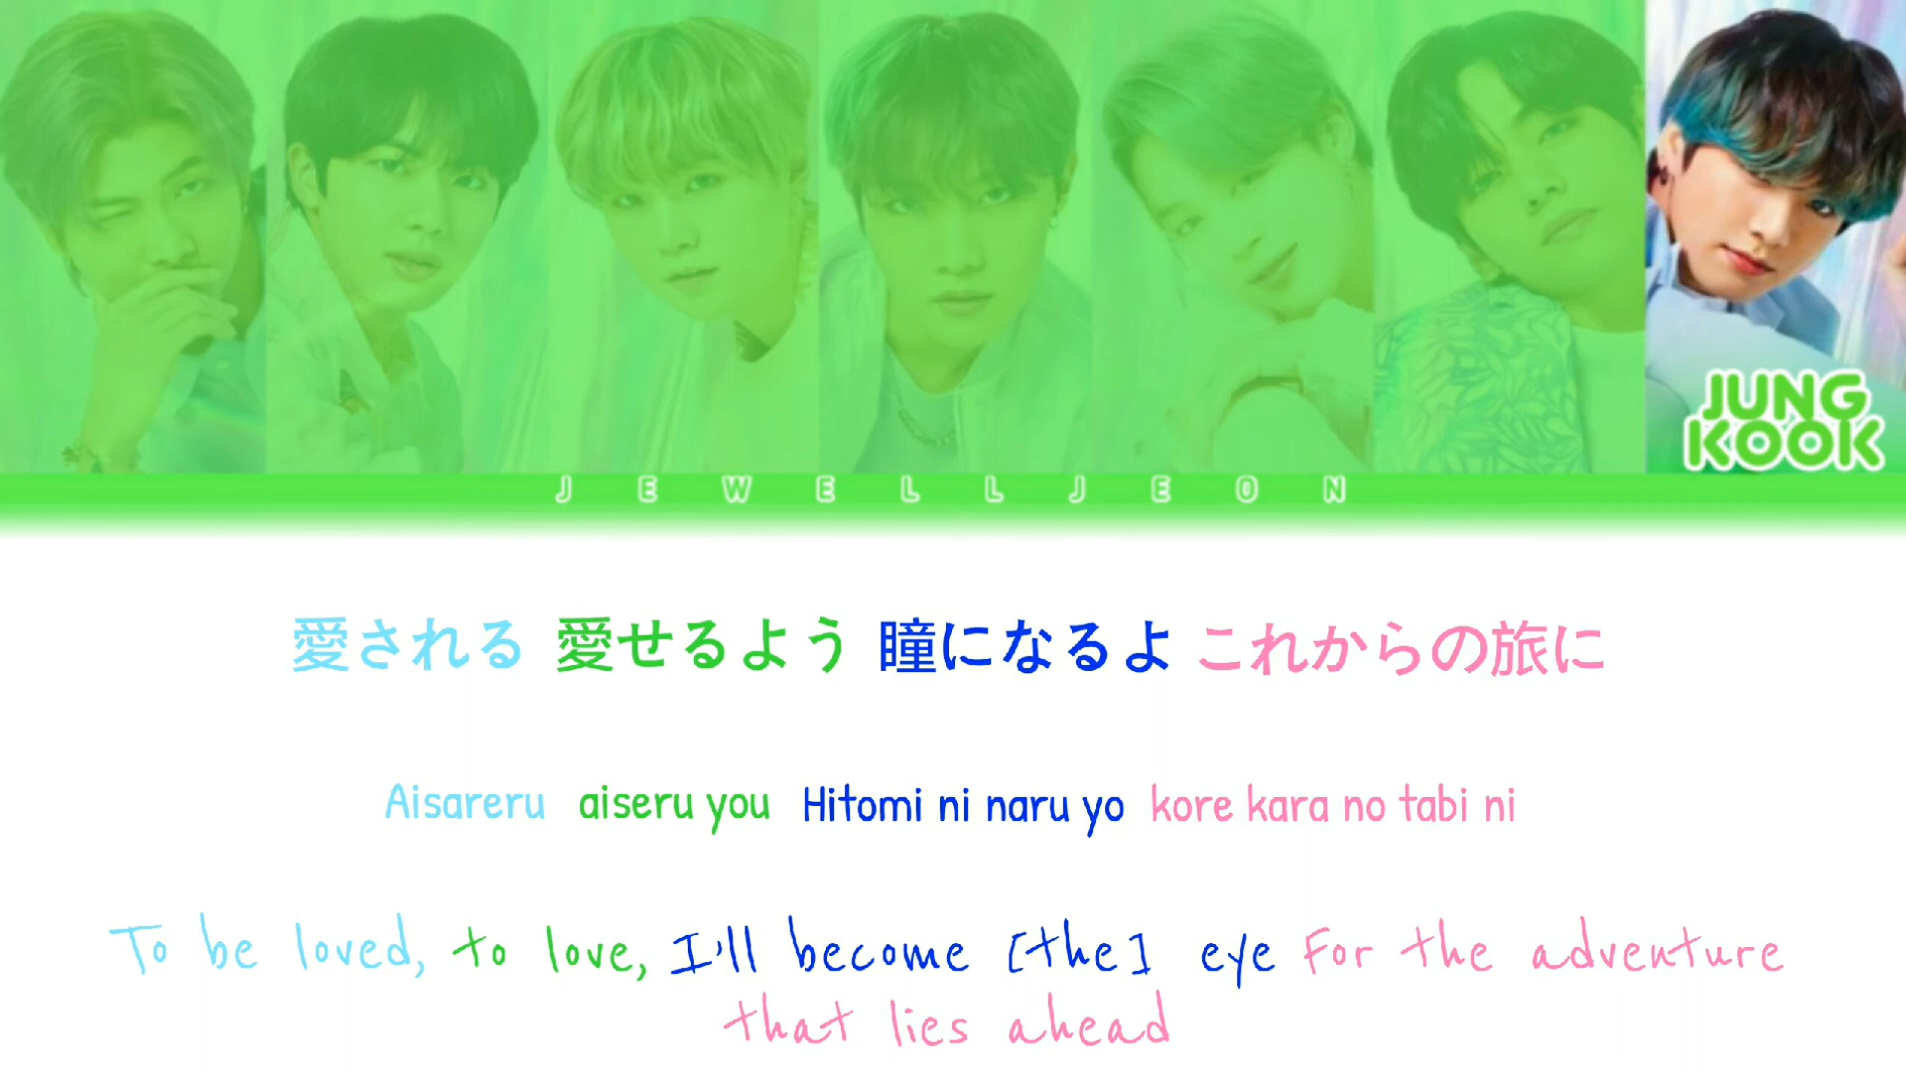 JUNG
KOOK
JEWELLJEON
愛される 愛せるよう 瞳になるよ これからの旅に
Aisareru aiseru you Hitomi ni naru yo kore kara no tabi ni
To be loved, to love, I'll become [the] eye For the adventure
that lies ahead